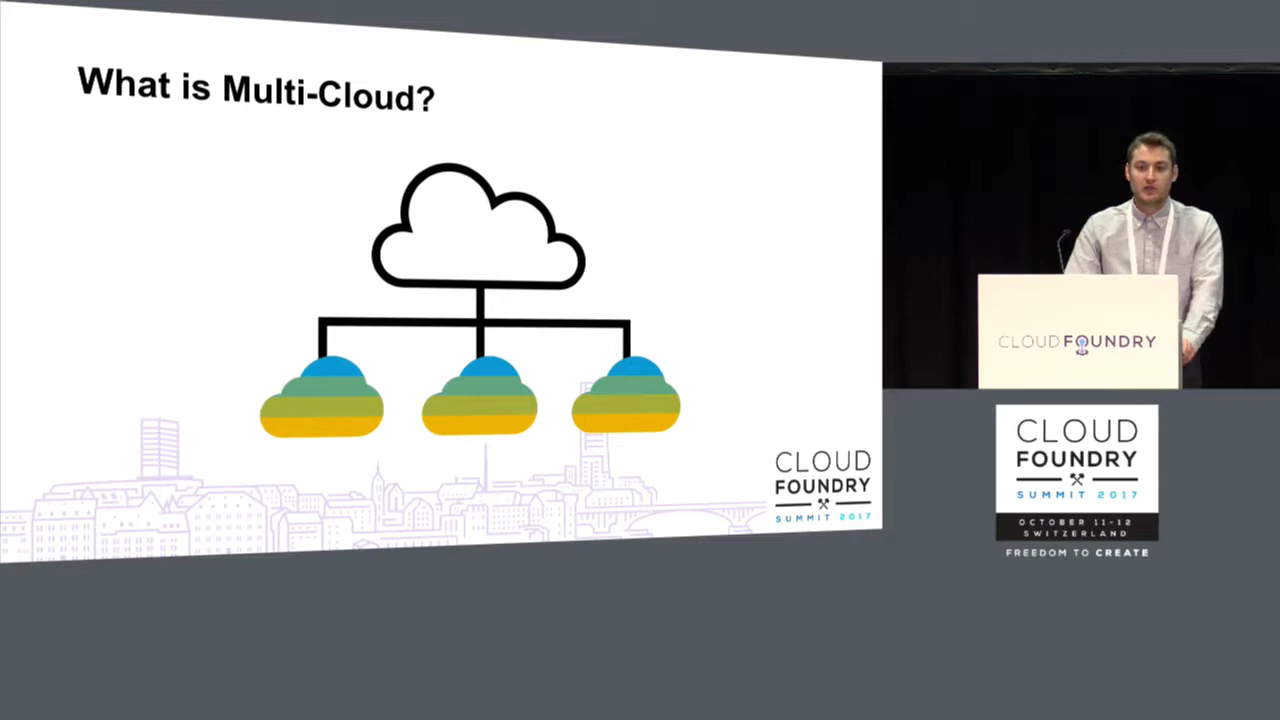 What is Multi-Cloud?
CLOUD
FOUNDRY
SUMMIT 2017
CLOUD FOUNDRY
CLOUD
FOUNDRY
SUMMIT 2017
OCTOBER 11-12
SWITZERLAND
FREEDOM TO CREATE